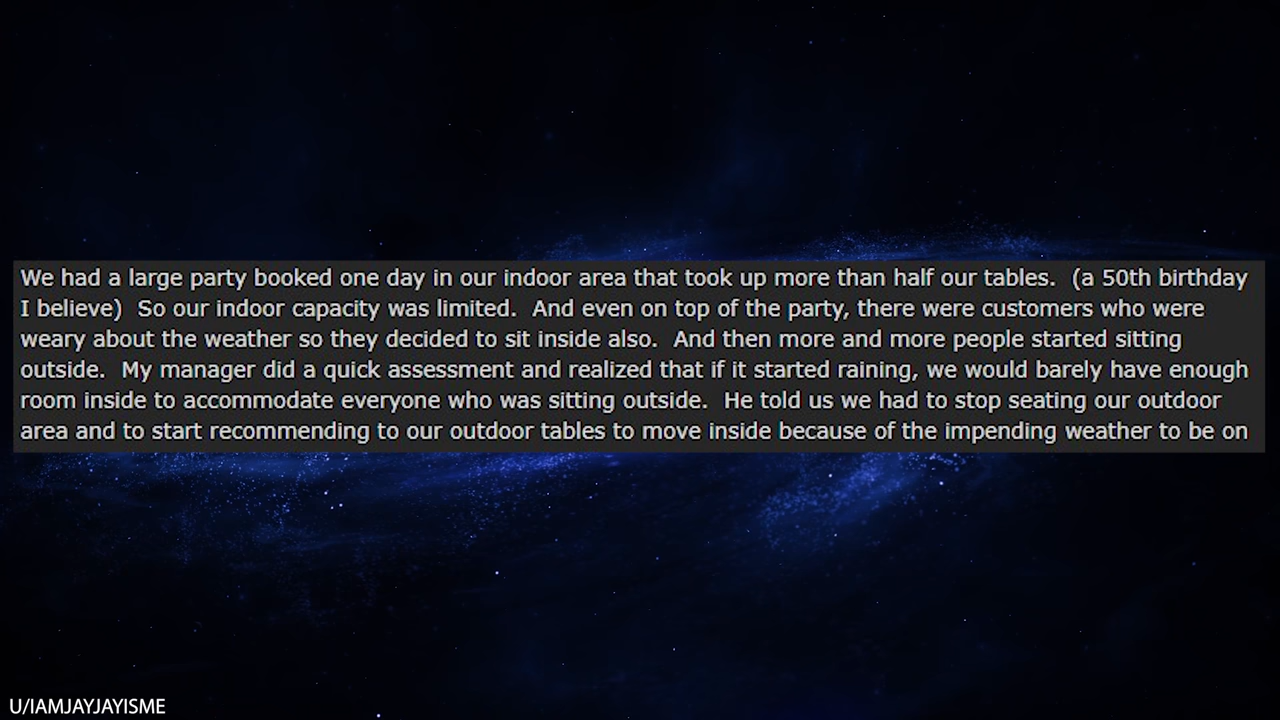 We had a large party booked one day in our indoor area that took up more than half our tables.  (a 50th birthday
I believe)  So our indoor capacity was limited.  And even on top of the party, there were customers who were
weary about the weather so they decided to sit inside also.  And then more and more people started sitting
outside.  My manager did a quick assessment and realized that if it started raining, we would barely have enough
room inside to accommodate everyone who was sitting outside.  He told us we had to stop seating our outdoor
area and to start recommending to our outdoor tables to move inside because of the impending weather to be on
U/IAMJAYJAYISME